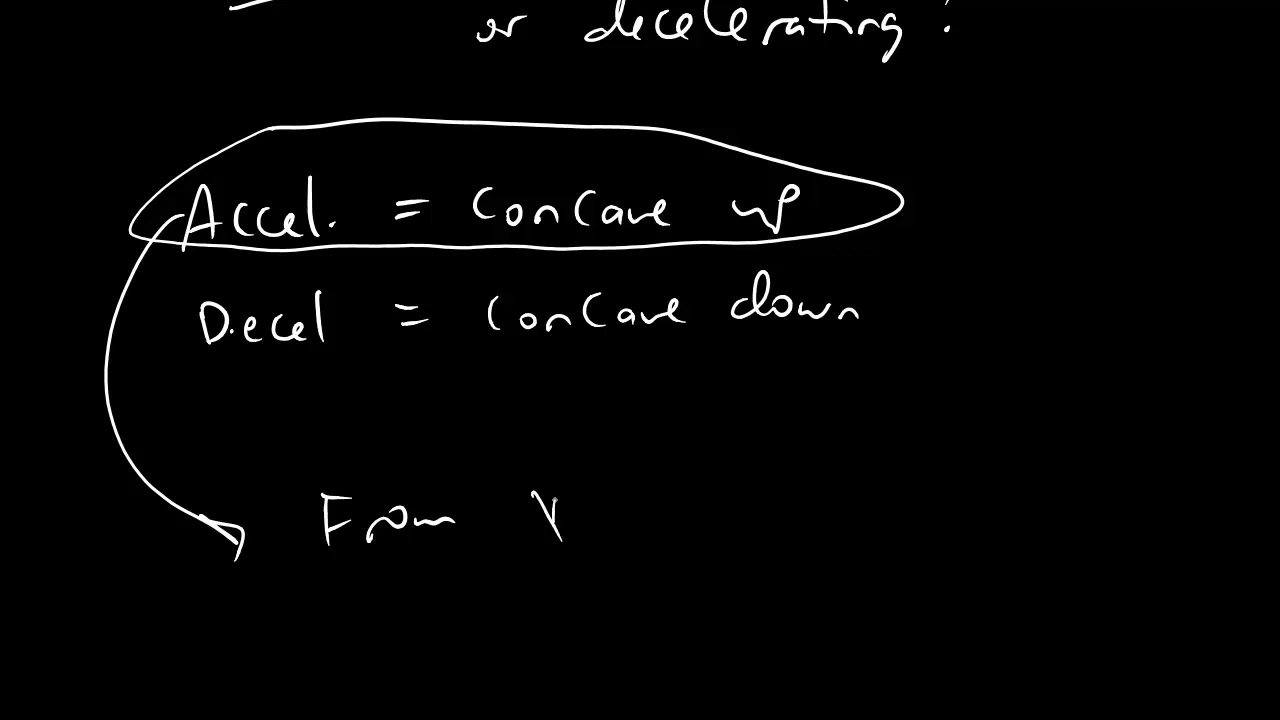 or decelerating?
Accel. = Concave up
Decel = Concave down
From